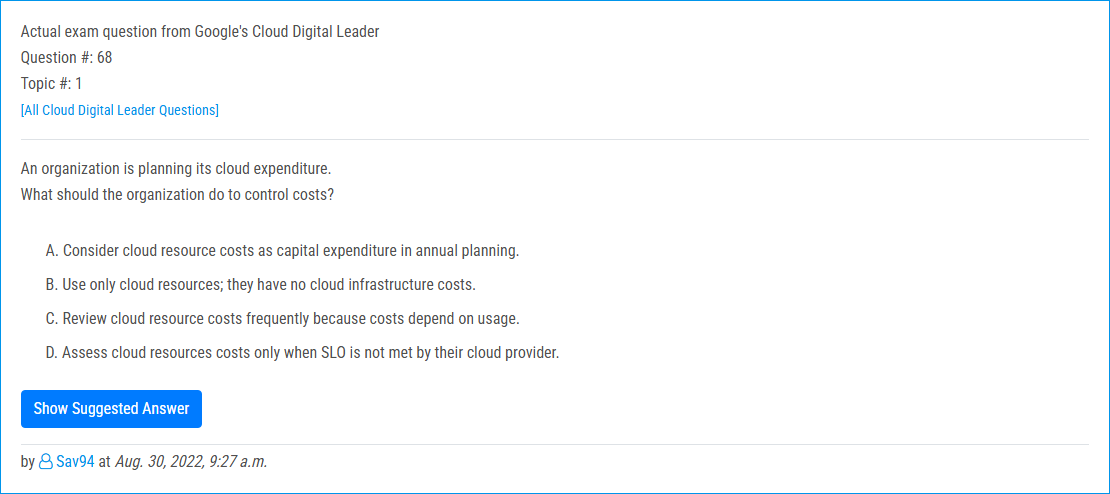 Actual exam question from Google's Cloud Digital Leader
Question #: 68
Topic #: 1
[All Cloud Digital Leader Questions]
An organization is planning its cloud expenditure.
What should the organization do to control costs?
A. Consider cloud resource costs as capital expenditure in annual planning.
B. Use only cloud resources; they have no cloud infrastructure costs.
C. Review cloud resource costs frequently because costs depend on usage.
D. Assess cloud resources costs only when SLO is not met by their cloud provider.
Show Suggested Answer
by Sav94 at Aug. 30, 2022, 9:27 a.m.